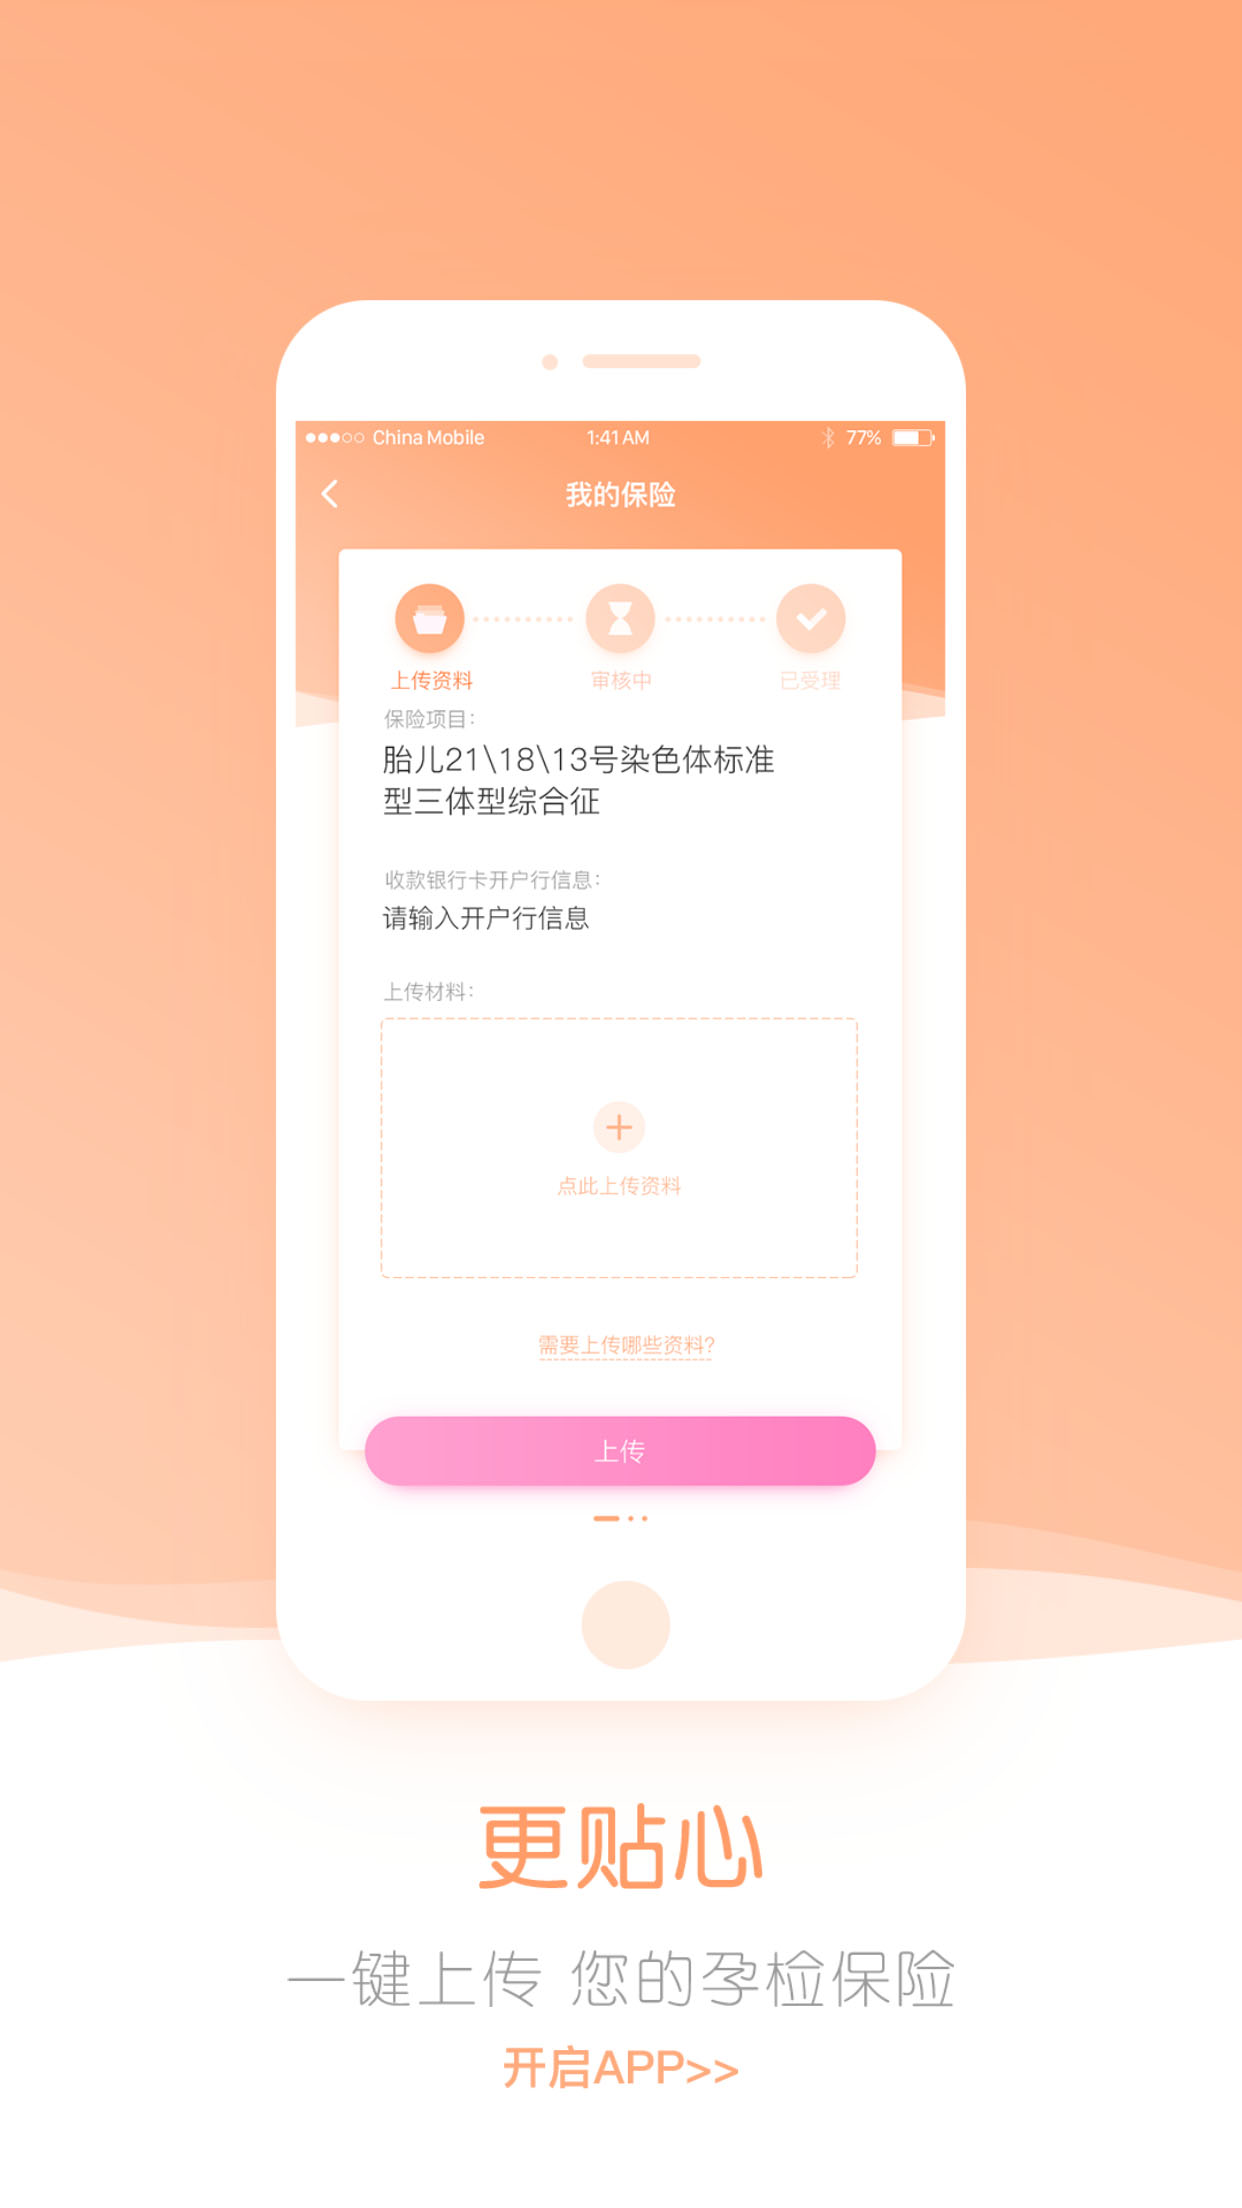 China Mobile 1:41 AM 77%
我的保险
上传资料 审核中 已受理
保险项目：
胎儿21\18\13号染色体标准
型三体型综合征
收款银行卡开户行信息：
请输入开户行信息
上传材料：
点此上传资料
需要上传哪些资料?
上传
更贴心
一键上传 您的孕检保险
开启APP>>